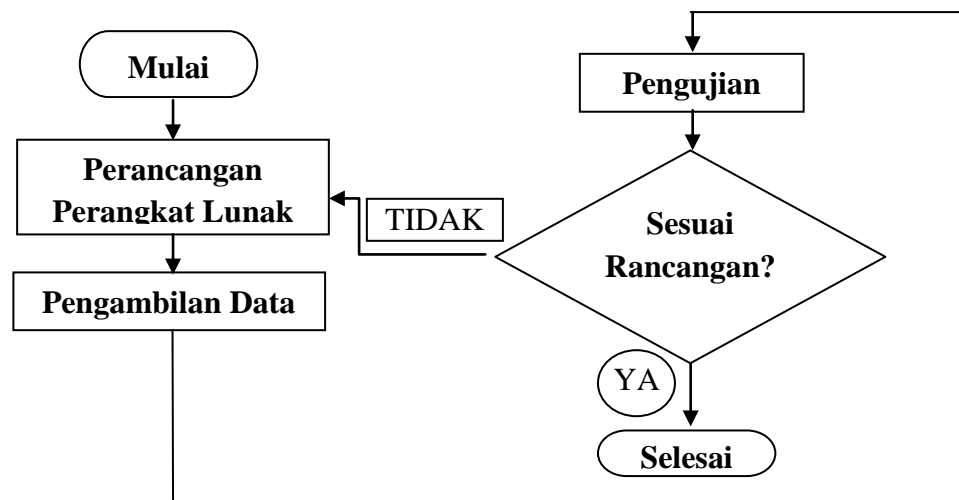 Mulai
Perancangan
Perangkat Lunak
Pengambilan Data
Pengujian
Sesuai
Rancangan?
TIDAK
YA
Selesai